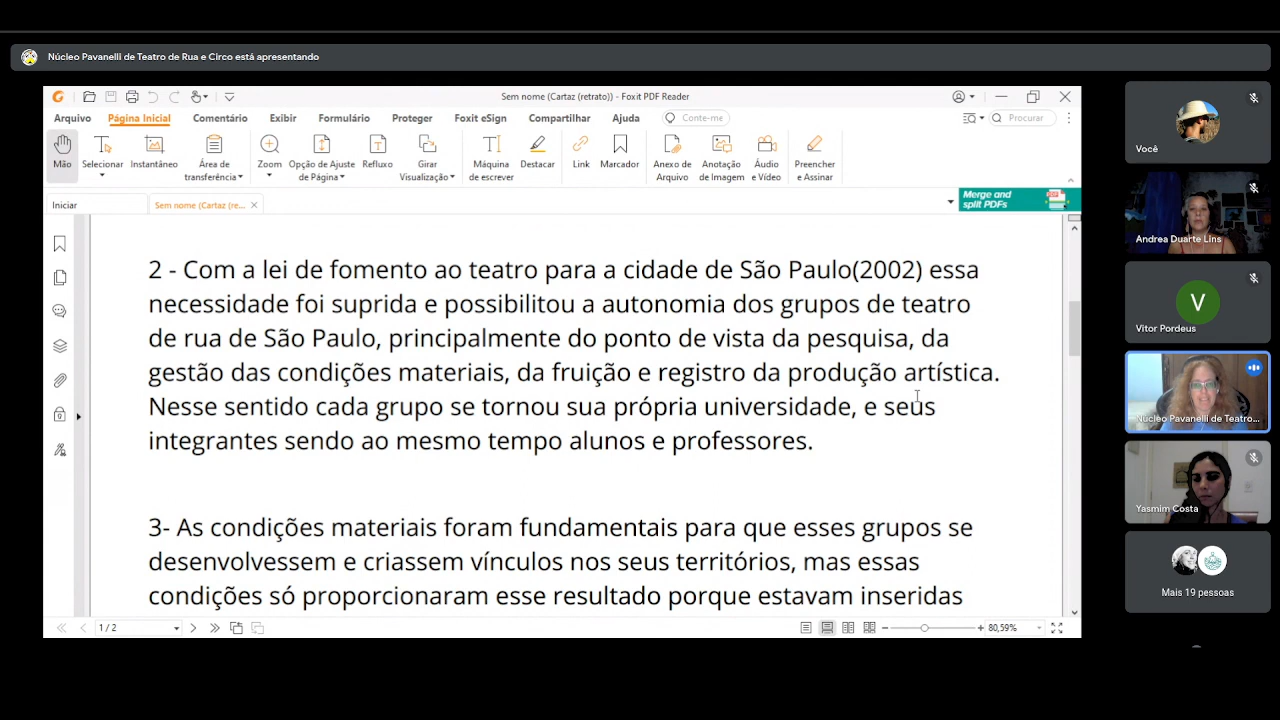 Núcleo Pavanelli de Teatro de Rua e Circo está apresentando
Sem nome (Cartaz (retrato)) - Foxit PDF Reader
Arquivo Página Inicial Comentário Exibir Formulário Proteger Foxit eSign Compartilhar Ajuda Conte-me Procurar
Mão Selecionar Instantâneo Área de transferência Zoom Opção de Ajuste de Página Refluxo Girar Visualização Máquina de escrever Destacar Link Marcador Anexo de Arquivo Anotação de Imagem Áudio e Vídeo Preencher e Assinar
Iniciar Sem nome (Cartaz (re...
Merge and
split PDFs
2 - Com a lei de fomento ao teatro para a cidade de São Paulo(2002) essa
necessidade foi suprida e possibilitou a autonomia dos grupos de teatro
de rua de São Paulo, principalmente do ponto de vista da pesquisa, da
gestão das condições materiais, da fruição e registro da produção artística.
Nesse sentido cada grupo se tornou sua própria universidade, e seus
integrantes sendo ao mesmo tempo alunos e professores.
3- As condições materiais foram fundamentais para que esses grupos se
desenvolvessem e criassem vínculos nos seus territórios, mas essas
condições só proporcionaram esse resultado porque estavam inseridas
1 / 2 80,59%
Você
Andrea Duarte Lins
V
Vitor Pordeus
Núcleo Pavanelli de Teatro...
Yasmim Costa
Mais 19 pessoas